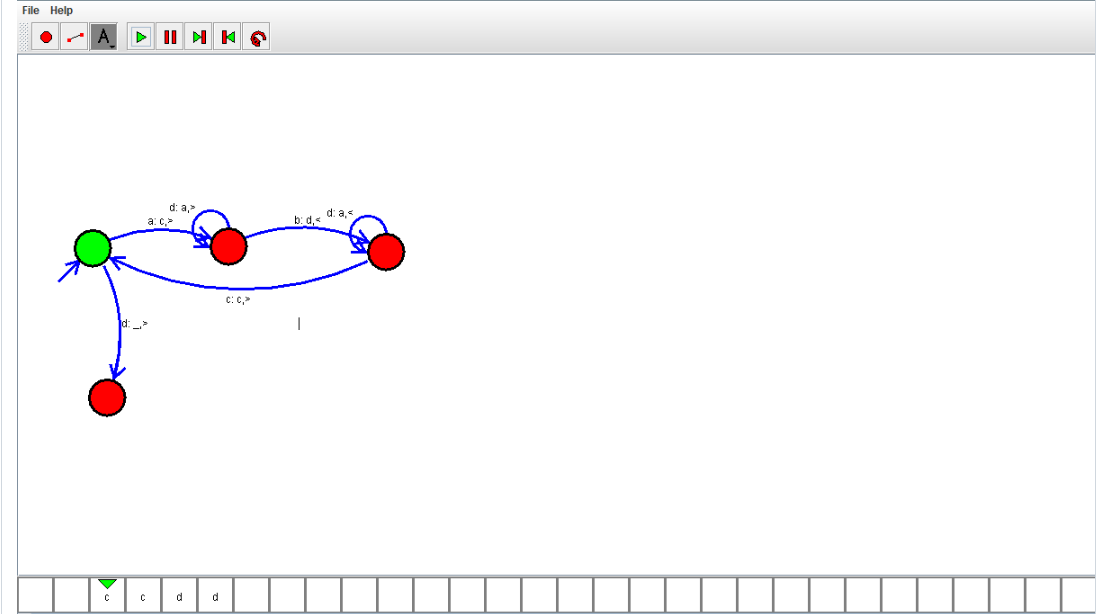 File Help
A
d: a,>
d: a,<
a: c,>
b: d,<
c: c,>
d: _,>
c c d d